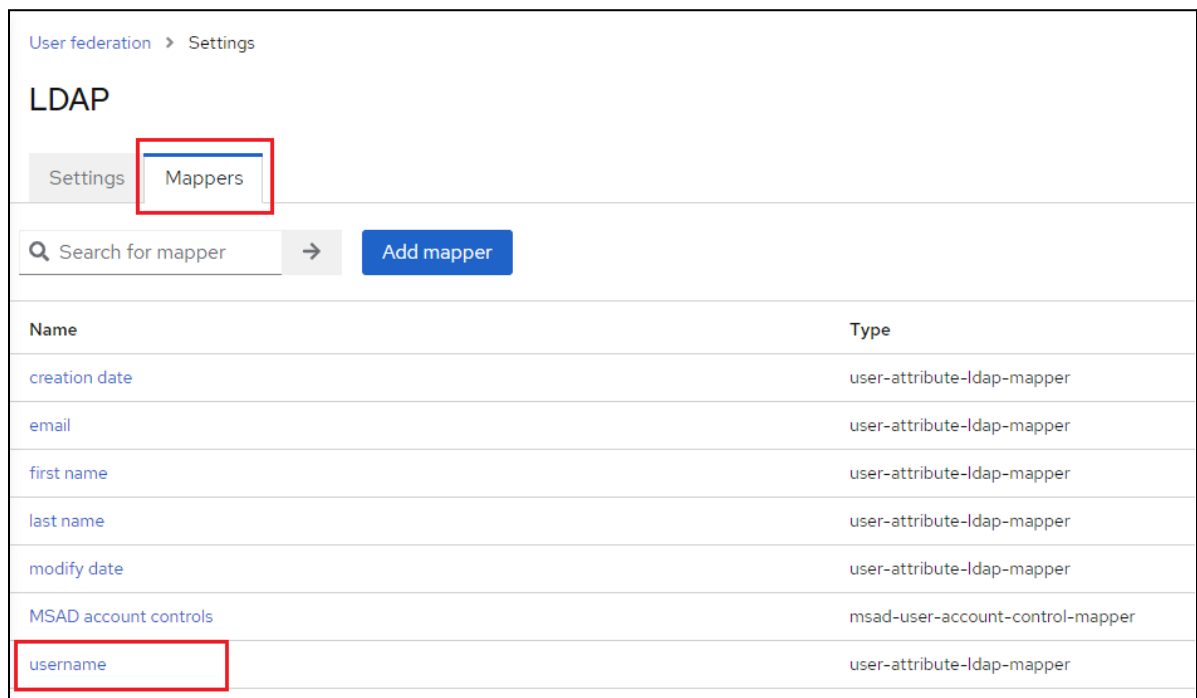 User federation > Settings
LDAP
Settings Mappers
Search for mapper → Add mapper
Name Type
creation date user-attribute-ldap-mapper
email user-attribute-ldap-mapper
first name user-attribute-ldap-mapper
last name user-attribute-ldap-mapper
modify date user-attribute-ldap-mapper
MSAD account controls msad-user-account-control-mapper
username user-attribute-ldap-mapper